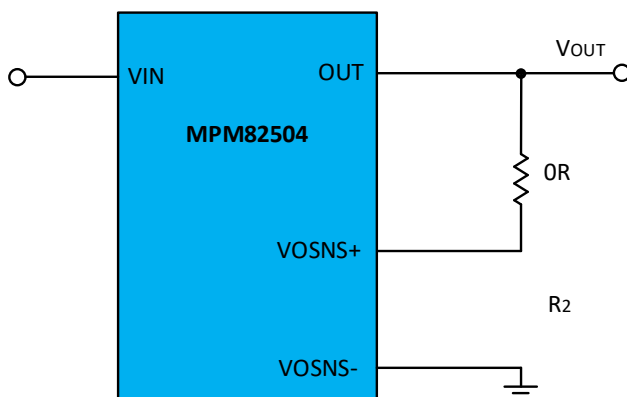 VOUT
VIN
OUT
MPM82504
0R
VOSNS+
R2
VOSNS-